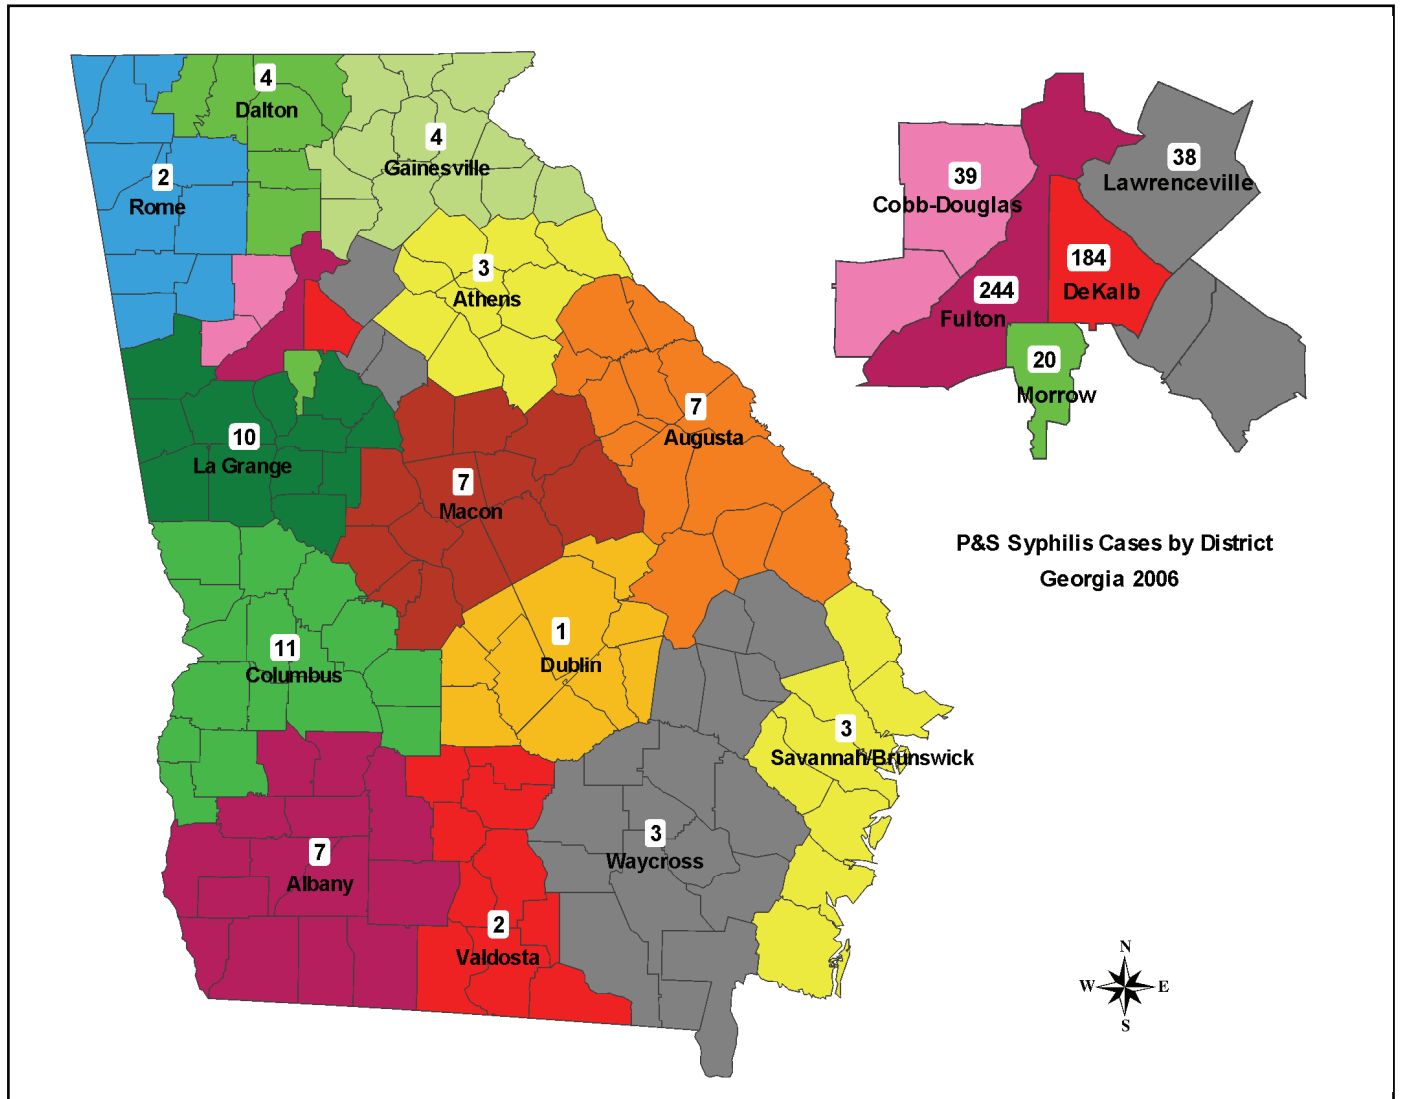 4
Dalton
4
Gainesville
2
Rome
3
Athens
7
Augusta
10
La Grange
7
Macon
11
Columbus
1
Dublin
3
Savannah/Brunswick
7
Albany
3
Waycross
2
Valdosta
38
Lawrenceville
39
Cobb-Douglas
184
DeKalb
244
Fulton
20
Morrow
P&S Syphilis Cases by District
Georgia 2006
N
W E
S